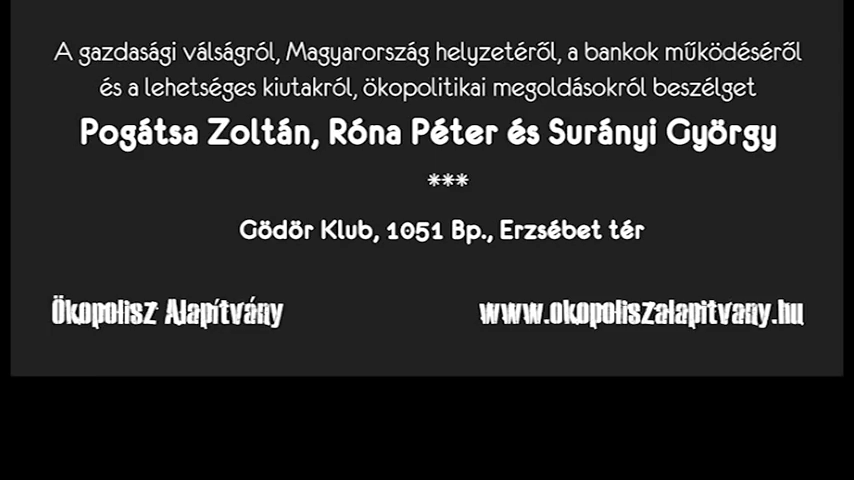 A gazdasági válságról, Magyarország helyzetéről, a bankok működéséről
és a lehetséges kiutakról, ökopolitikai megoldásokról beszélget
Pogátsa Zoltán, Róna Péter és Surányi György
***
Gödör Klub, 1051 Bp., Erzsébet tér
Ökopolisz Alapítvány
www.okopoliszalapitvany.hu